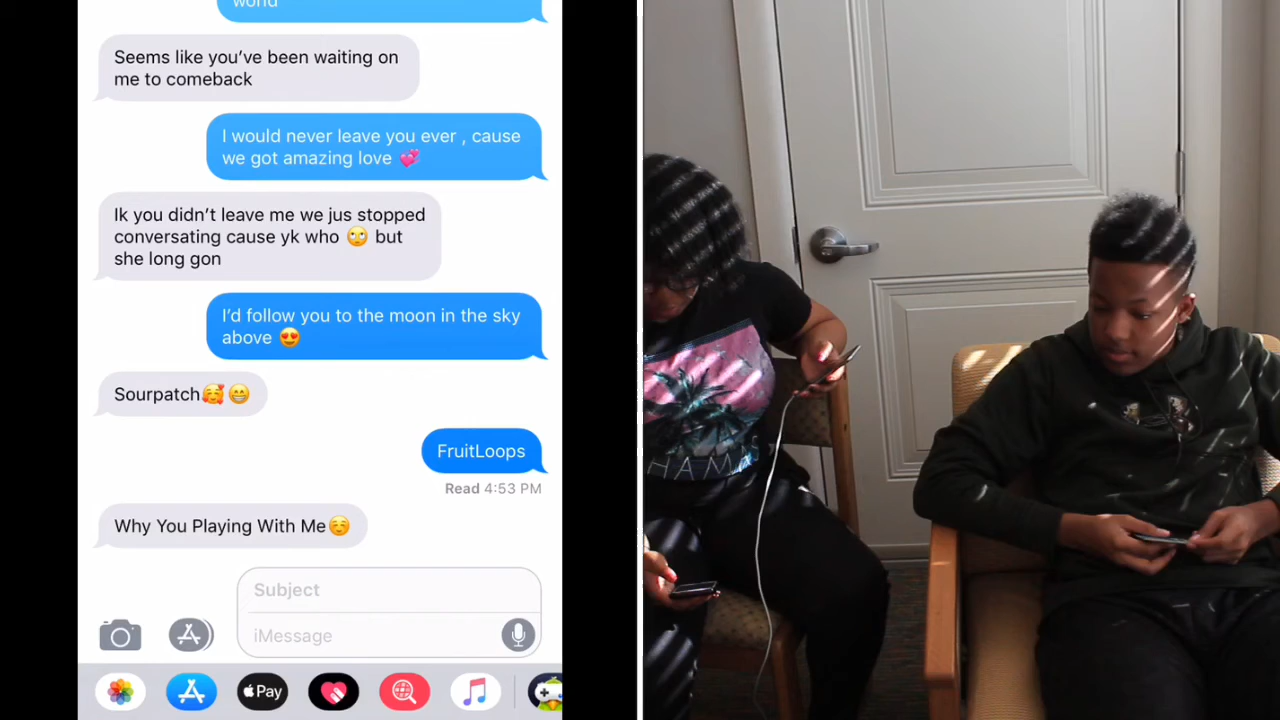 world
Seems like you’ve been waiting on
me to comeback
I would never leave you ever , cause
we got amazing love 💞
Ik you didn’t leave me we jus stopped
conversating cause yk who 🙄 but
she long gon
I’d follow you to the moon in the sky
above 😍
Sourpatch🥰 😁
FruitLoops
Read 4:53 PM
Why You Playing With Me☺️
Subject
iMessage
Pay
HAMA